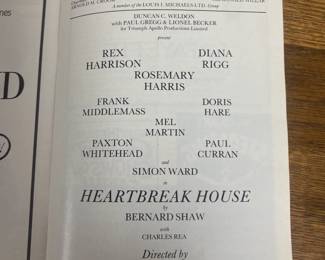 A member of the LOUIS I. MICHAELS LTD. Group
DUNCAN C. WELDON
with PAUL GREGG & LIONEL BECKER
for Triumph Apollo Productions Limited
present
REX
HARRISON
DIANA
RIGG
ROSEMARY
HARRIS
FRANK
MIDDLEMASS
DORIS
HARE
MEL
MARTIN
PAXTON
WHITEHEAD
PAUL
CURRAN
and
SIMON WARD
in
HEARTBREAK HOUSE
by
BERNARD SHAW
with
CHARLES REA
Directed by